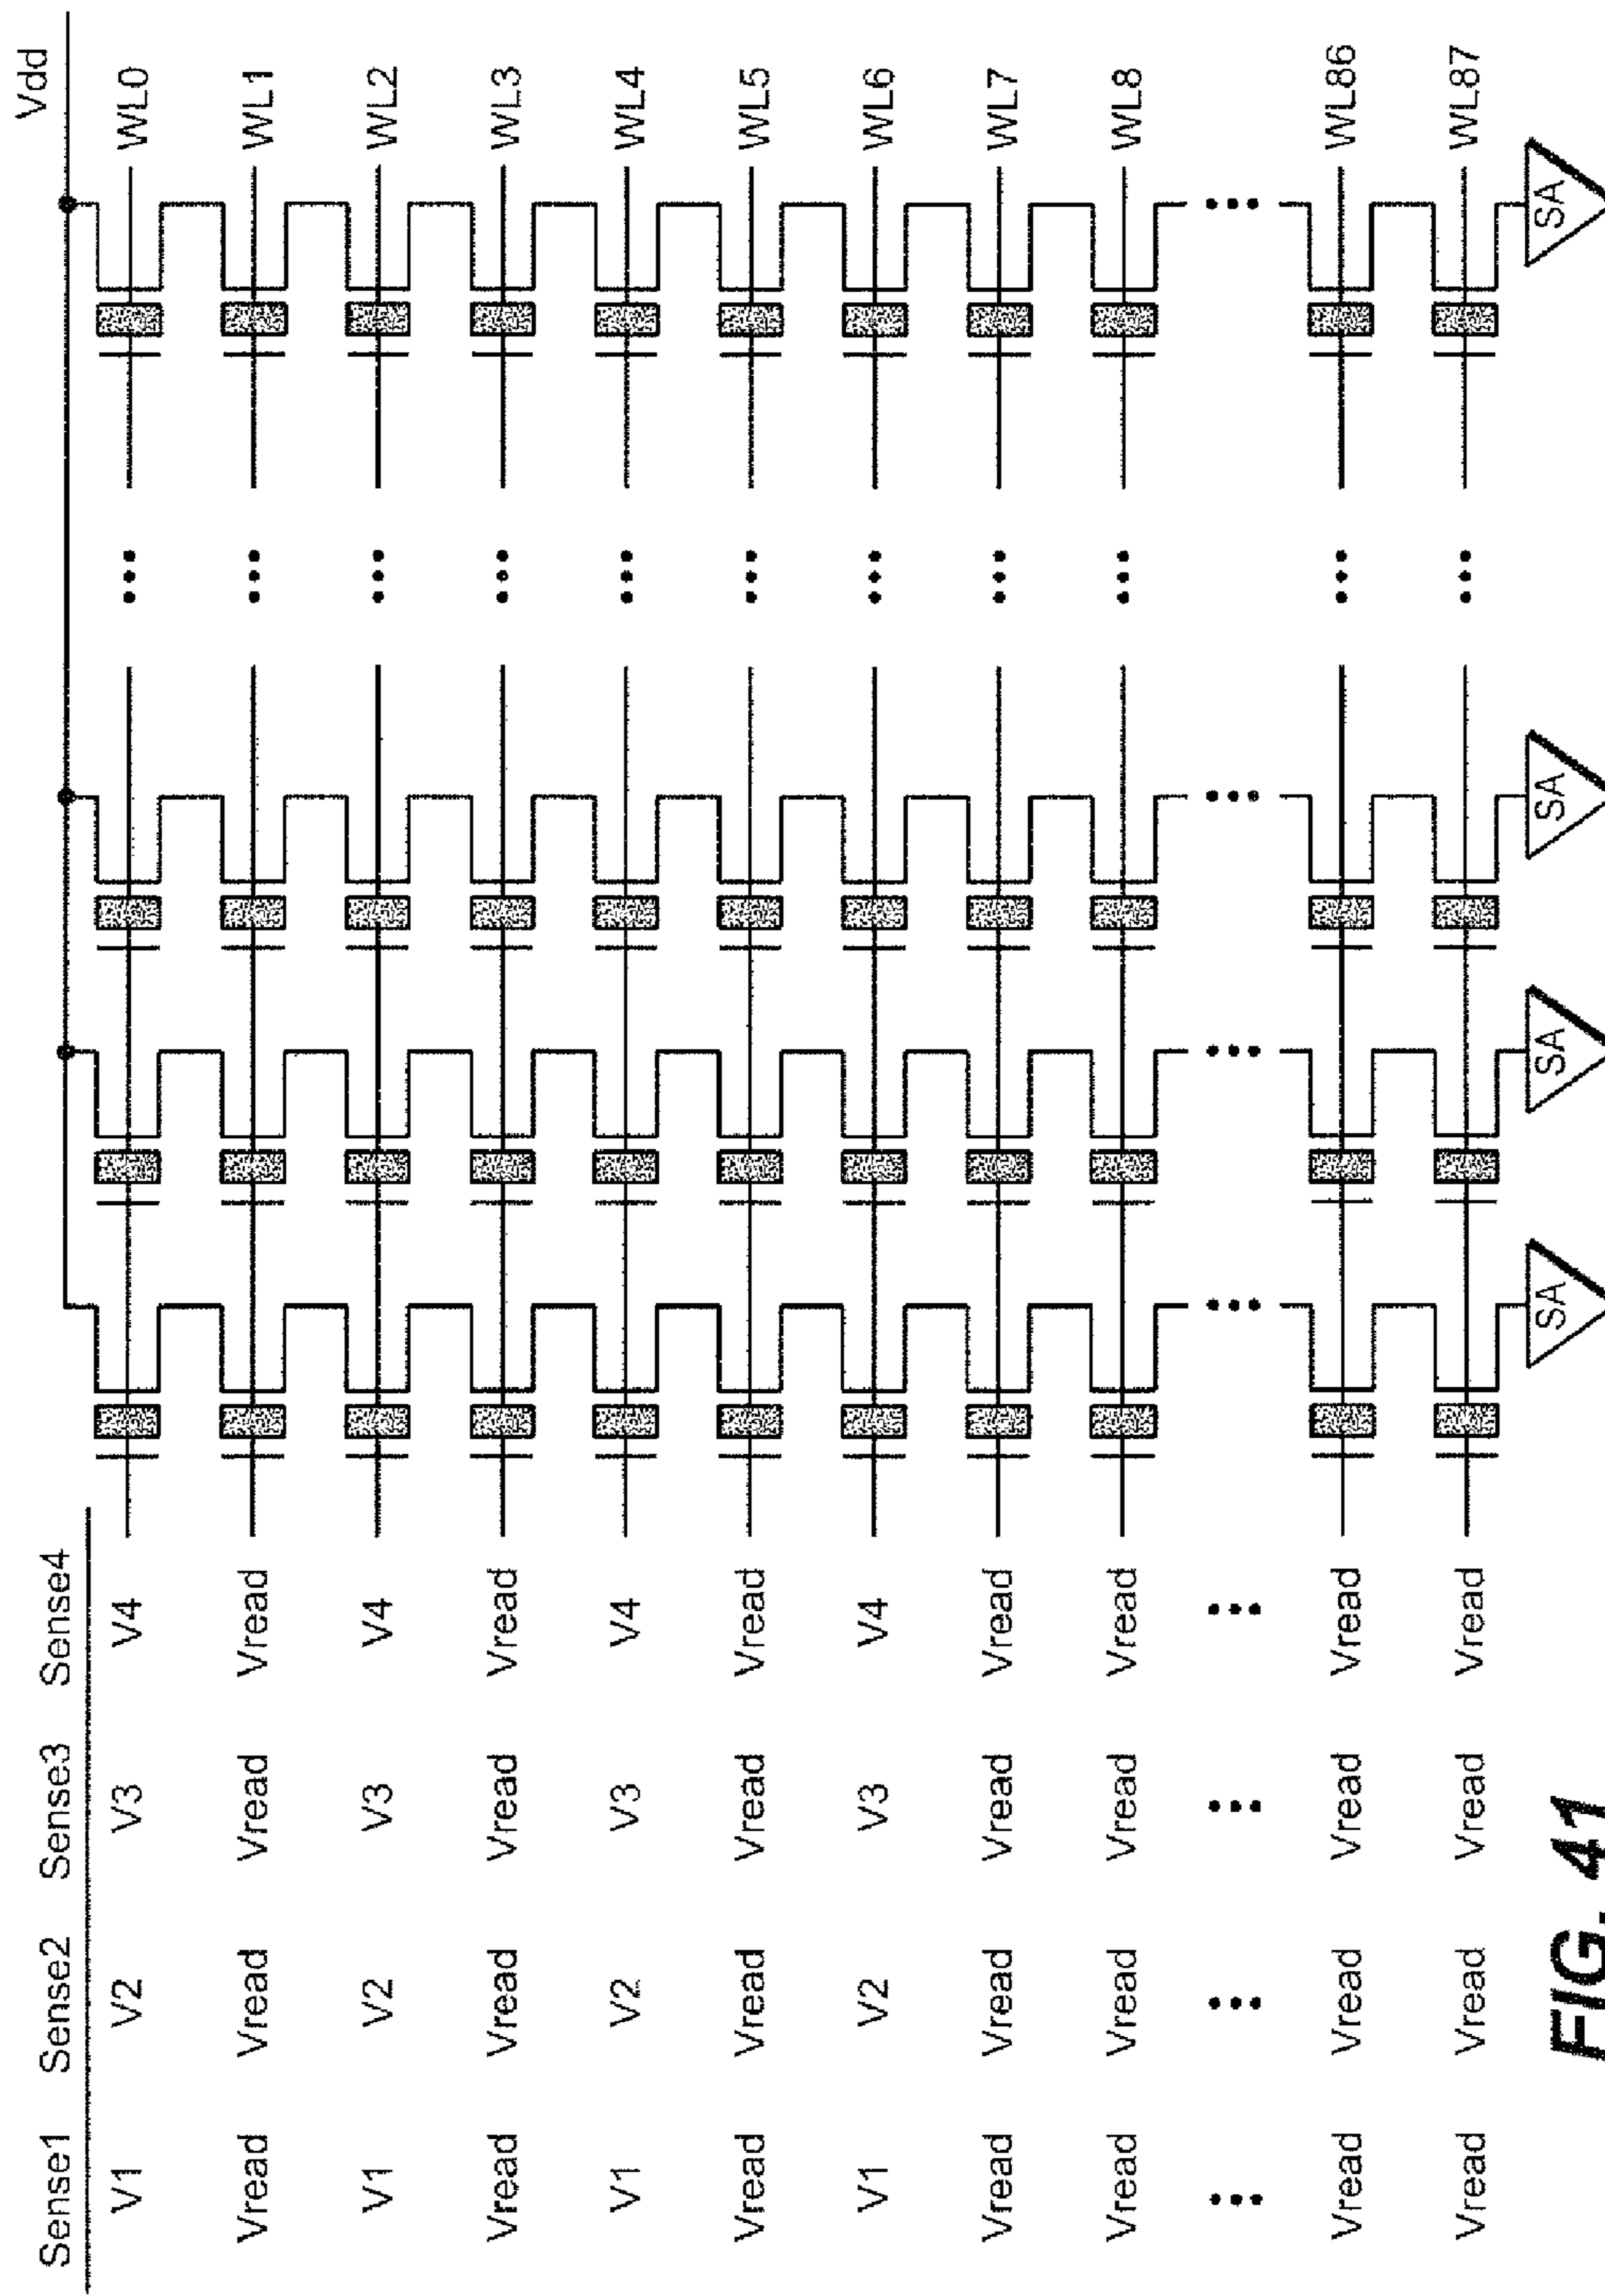 Vdd
Sense1 Sense2 Sense3 Sense4
V1 V2 V3 V4 WL0
Vread Vread Vread Vread WL1
V1 V2 V3 V4 WL2
Vread Vread Vread Vread WL3
V1 V2 V3 V4 WL4
Vread Vread Vread Vread WL5
V1 V2 V3 V4 WL6
Vread Vread Vread Vread WL7
Vread Vread Vread Vread WL8
Vread Vread Vread Vread WL86
Vread Vread Vread Vread WL87
SA SA SA SA
FIG. 41